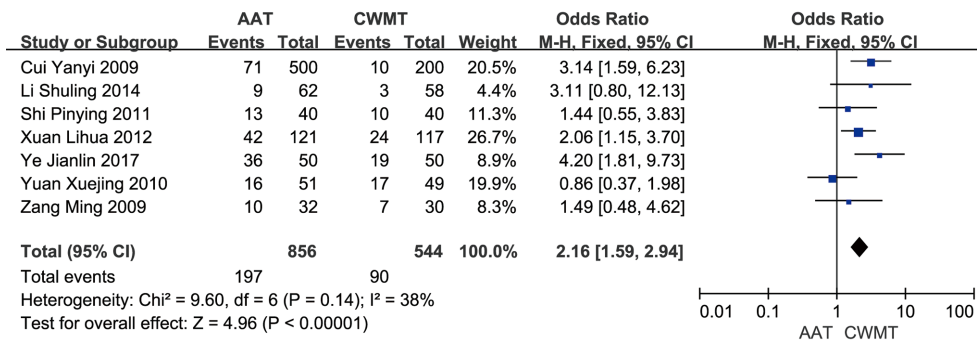 AAT CWMT Odds Ratio Odds Ratio
Study or Subgroup Events Total Events Total Weight M-H, Fixed, 95% CI M-H, Fixed, 95% CI
Cui Yanyi 2009 71 500 10 200 20.5% 3.14 [1.59, 6.23]
Li Shuling 2014 9 62 3 58 4.4% 3.11 [0.80, 12.13]
Shi Pinying 2011 13 40 10 40 11.3% 1.44 [0.55, 3.83]
Xuan Lihua 2012 42 121 24 117 26.7% 2.06 [1.15, 3.70]
Ye Jianlin 2017 36 50 19 50 8.9% 4.20 [1.81, 9.73]
Yuan Xuejing 2010 16 51 17 49 19.9% 0.86 [0.37, 1.98]
Zang Ming 2009 10 32 7 30 8.3% 1.49 [0.48, 4.62]
Total (95% CI) 856 544 100.0% 2.16 [1.59, 2.94]
Total events 197 90
Heterogeneity: Chi² = 9.60, df = 6 (P = 0.14); I² = 38%
Test for overall effect: Z = 4.96 (P < 0.00001)
0.01 0.1 1 10 100
AAT CWMT